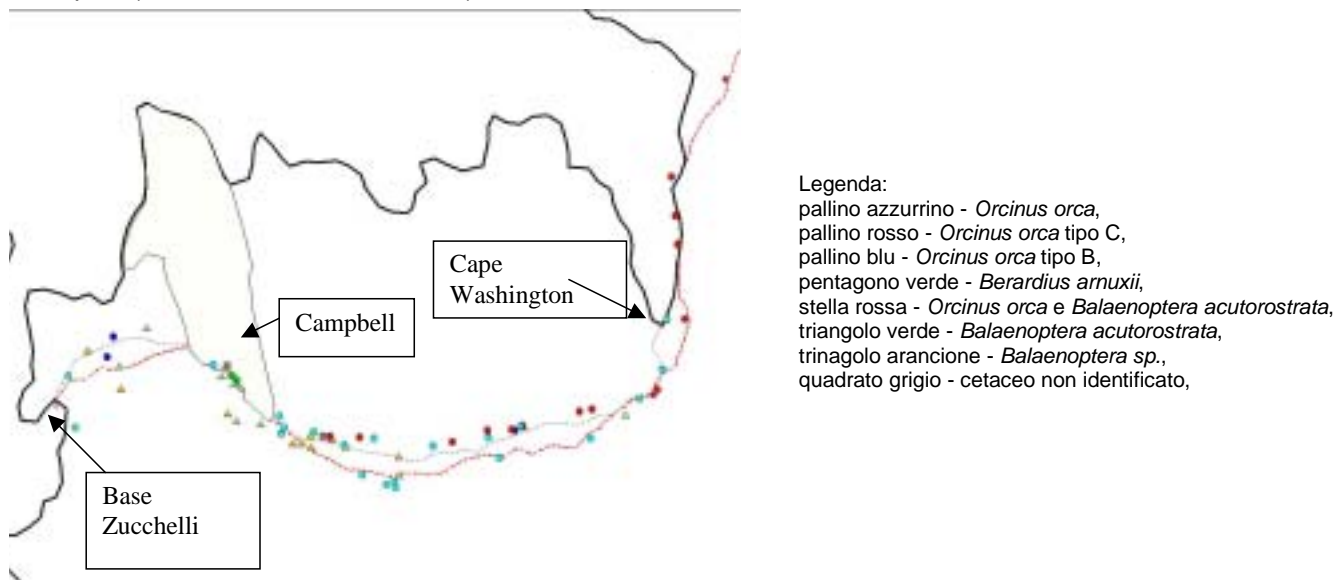 Cape
Washington
Campbell
Base
Zucchelli
Legenda:
pallino azzurrino - Orcinus orca,
pallino rosso - Orcinus orca tipo C,
pallino blu - Orcinus orca tipo B,
pentagono verde - Berardius arnuxii,
stella rossa - Orcinus orca e Balaenoptera acutorostrata,
triangolo verde - Balaenoptera acutorostrata,
trinagolo arancione - Balaenoptera sp.,
quadrato grigio - cetaceo non identificato,